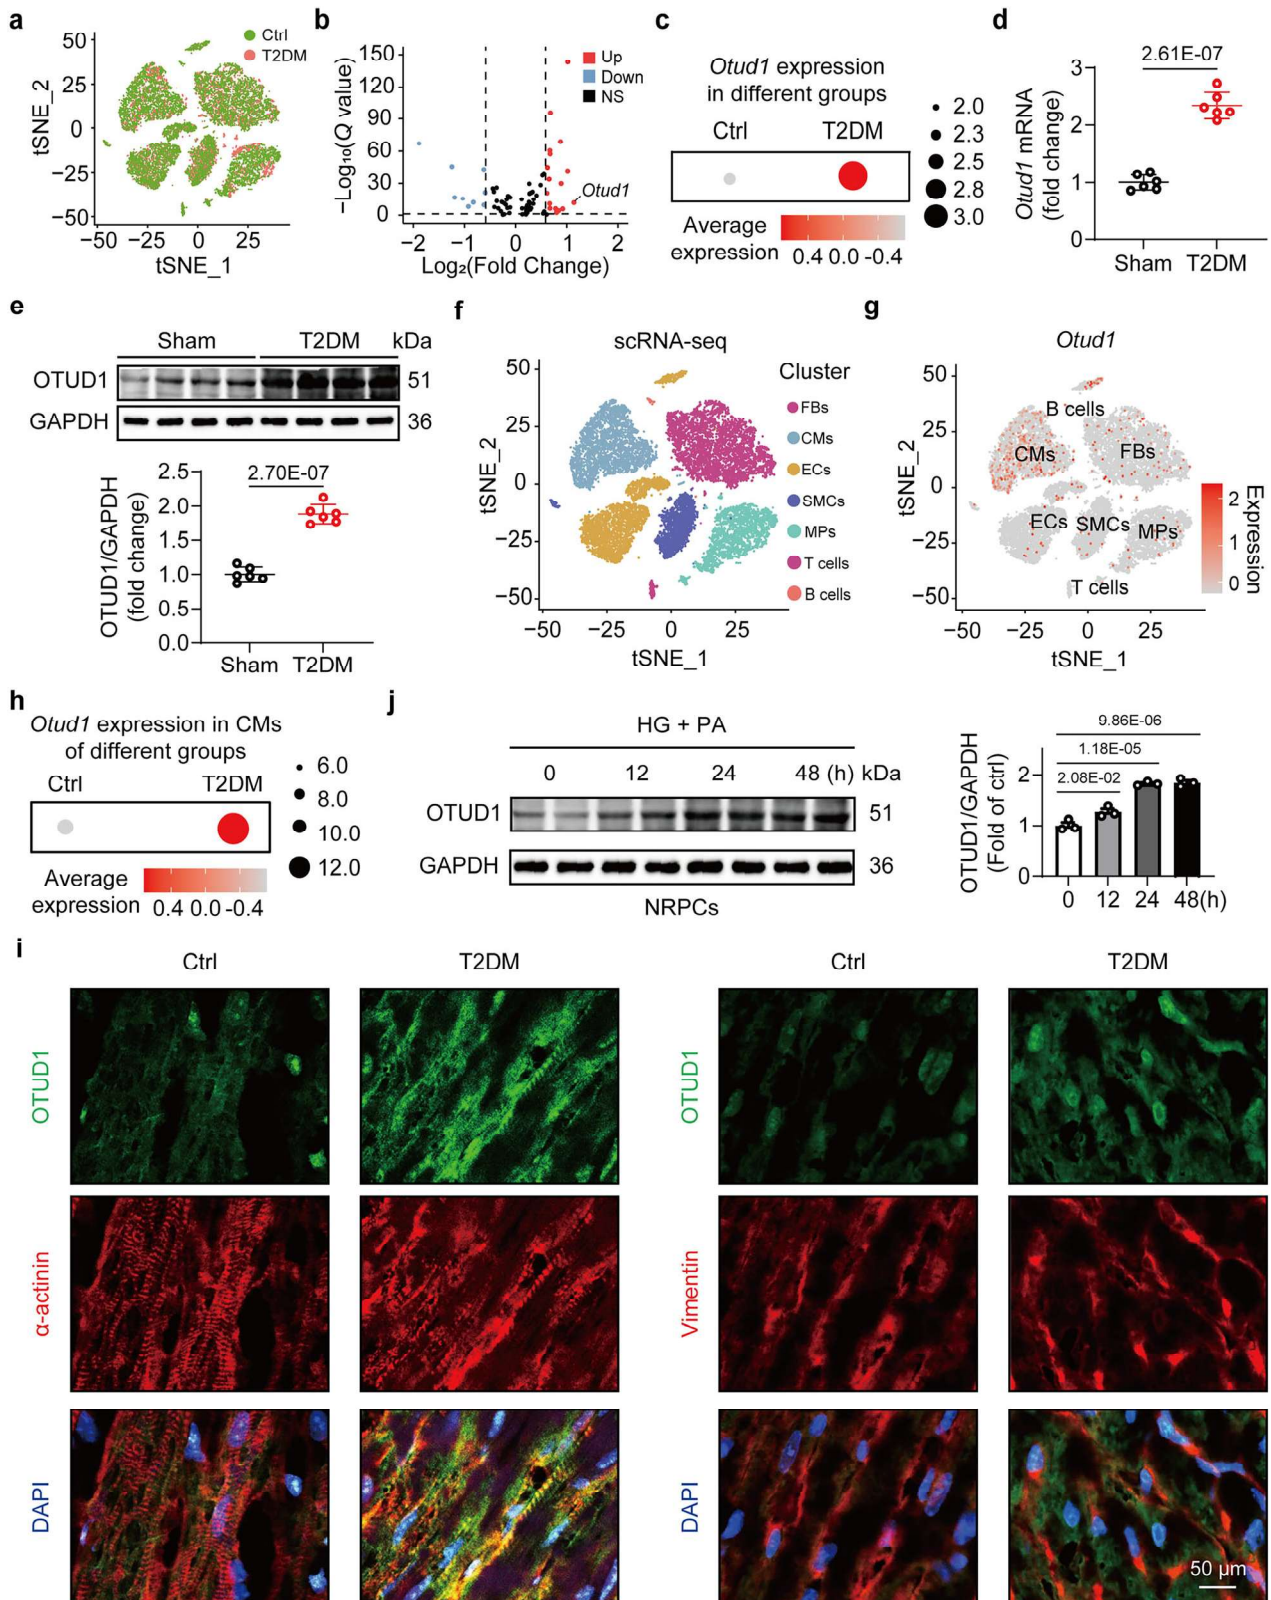 a
Ctrl
T2DM
50
25
0
−25
−50
tSNE_2
−50 −25 0 25
tSNE_1
b
Up
Down
NS
150
120
90
60
30
0
−Log₁₀(Q value)
Otud1
−2 −1 0 1 2
Log₂(Fold Change)
c
Otud1 expression
in different groups
Ctrl T2DM
Average
expression
0.4 0.0 -0.4
2.0
2.3
2.5
2.8
3.0
d
2.61E-07
3
2
1
0
Otud1 mRNA
(fold change)
Sham T2DM
e
Sham T2DM kDa
OTUD1 51
GAPDH 36
2.70E-07
2.5
2.0
1.5
1.0
0.5
0.0
OTUD1/GAPDH
(fold change)
Sham T2DM
f
scRNA-seq
50
25
0
−25
−50
tSNE_2
−50 −25 0 25
tSNE_1
Cluster
FBs
CMs
ECs
SMCs
MPs
T cells
B cells
g
Otud1
50
25
0
−25
−50
tSNE_2
B cells
CMs FBs
ECs SMCs MPs
T cells
−50 −25 0 25
tSNE_1
2
1
0
Expression
h
Otud1 expression in CMs
of different groups
Ctrl T2DM
Average
expression
0.4 0.0 -0.4
6.0
8.0
10.0
12.0
j
HG + PA
0 12 24 48 (h) kDa
OTUD1 51
GAPDH 36
NRPCs
9.86E-06
1.18E-05
2.08E-02
2
1
0
OTUD1/GAPDH
(Fold of ctrl)
0 12 24 48(h)
i
Ctrl T2DM Ctrl T2DM
OTUD1 OTUD1
α-actinin Vimentin
DAPI DAPI
50 µm